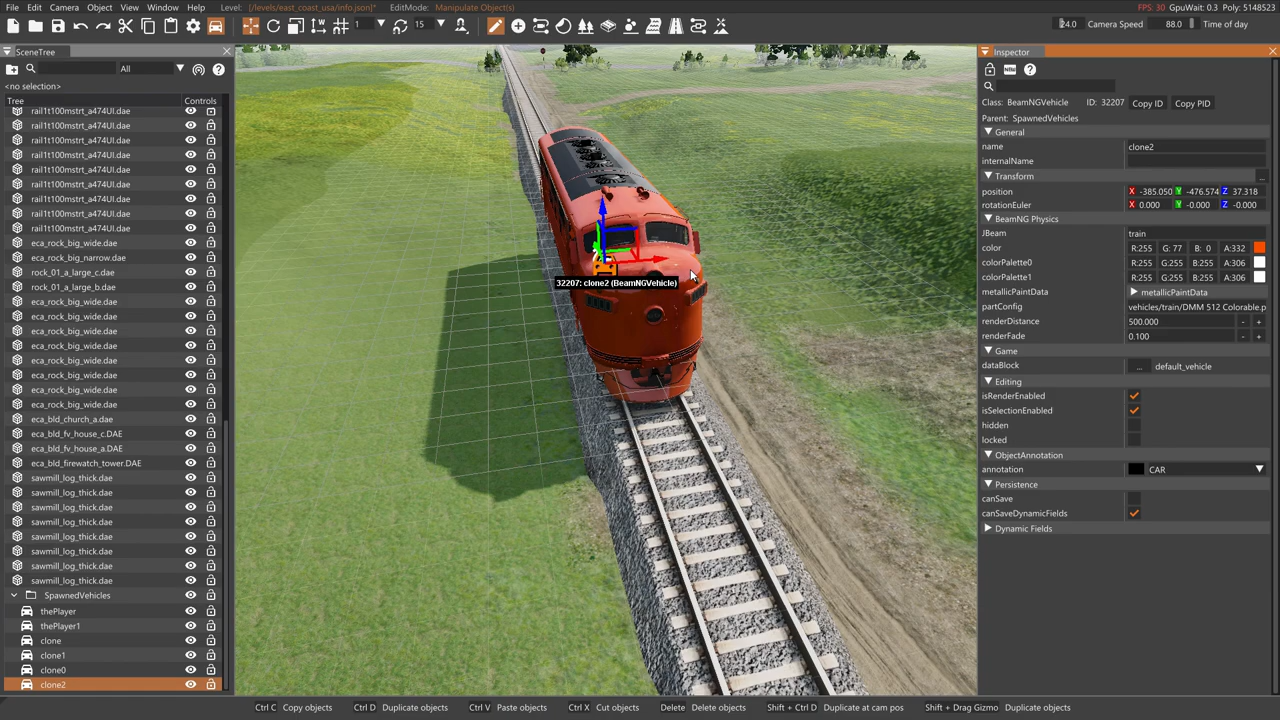 File Edit Camera Object Window Help Level: [/levels/east_coast_usa/info.json]* EditMode: Manipulate Object(s) FPS: 30 GpuWait: 0.3 Poly: 5148523
1 15 24.0 Camera Speed 88.0 Time of day
SceneTree
All
<no selection>
Tree Controls
rail1t100mstrt_a474UI.dae
rail1t100mstrt_a474UI.dae
rail1t100mstrt_a474UI.dae
rail1t100mstrt_a474UI.dae
rail1t100mstrt_a474UI.dae
rail1t100mstrt_a474UI.dae
rail1t100mstrt_a474UI.dae
rail1t100mstrt_a474UI.dae
rail1t100mstrt_a474UI.dae
eca_rock_big_wide.dae
eca_rock_big_narrow.dae
rock_01_a_large_c.dae
rock_01_a_large_b.dae
eca_rock_big_wide.dae
eca_rock_big_wide.dae
eca_rock_big_wide.dae
eca_rock_big_wide.dae
eca_rock_big_wide.dae
eca_rock_big_wide.dae
eca_rock_big_wide.dae
eca_rock_big_wide.dae
eca_bld_church_a.dae
eca_bld_fv_house_c.DAE
eca_bld_fv_house_a.DAE
eca_bld_firewatch_tower.DAE
sawmill_log_thick.dae
sawmill_log_thick.dae
sawmill_log_thick.dae
sawmill_log_thick.dae
sawmill_log_thick.dae
sawmill_log_thick.dae
sawmill_log_thick.dae
sawmill_log_thick.dae
SpawnedVehicles
thePlayer
thePlayer1
clone
clone1
clone0
clone2
32207: clone2 (BeamNGVehicle)
Inspector
NEW
Class: BeamNGVehicle ID: 32207 Copy ID Copy PID
Parent: SpawnedVehicles
General
name clone2
internalName
Transform ...
position X -385.050 Y -476.574 Z 37.318
rotationEuler X 0.000 Y -0.000 Z -0.000
BeamNG Physics
JBeam train
color R:255 G: 77 B: 0 A:332
colorPalette0 R:255 G:255 B:255 A:306
colorPalette1 R:255 G:255 B:255 A:306
metallicPaintData metallicPaintData
partConfig vehicles/train/DMM 512 Colorable.p
renderDistance 500.000 - +
renderFade 0.100 - +
Game
dataBlock ... default_vehicle
Editing
isRenderEnabled
isSelectionEnabled
hidden
locked
ObjectAnnotation
annotation CAR
Persistence
canSave
canSaveDynamicFields
Dynamic Fields
Ctrl C Copy objects Ctrl D Duplicate objects Ctrl V Paste objects Ctrl X Cut objects Delete Delete objects Shift + Ctrl D Duplicate at cam pos Shift + Drag Gizmo Duplicate objects